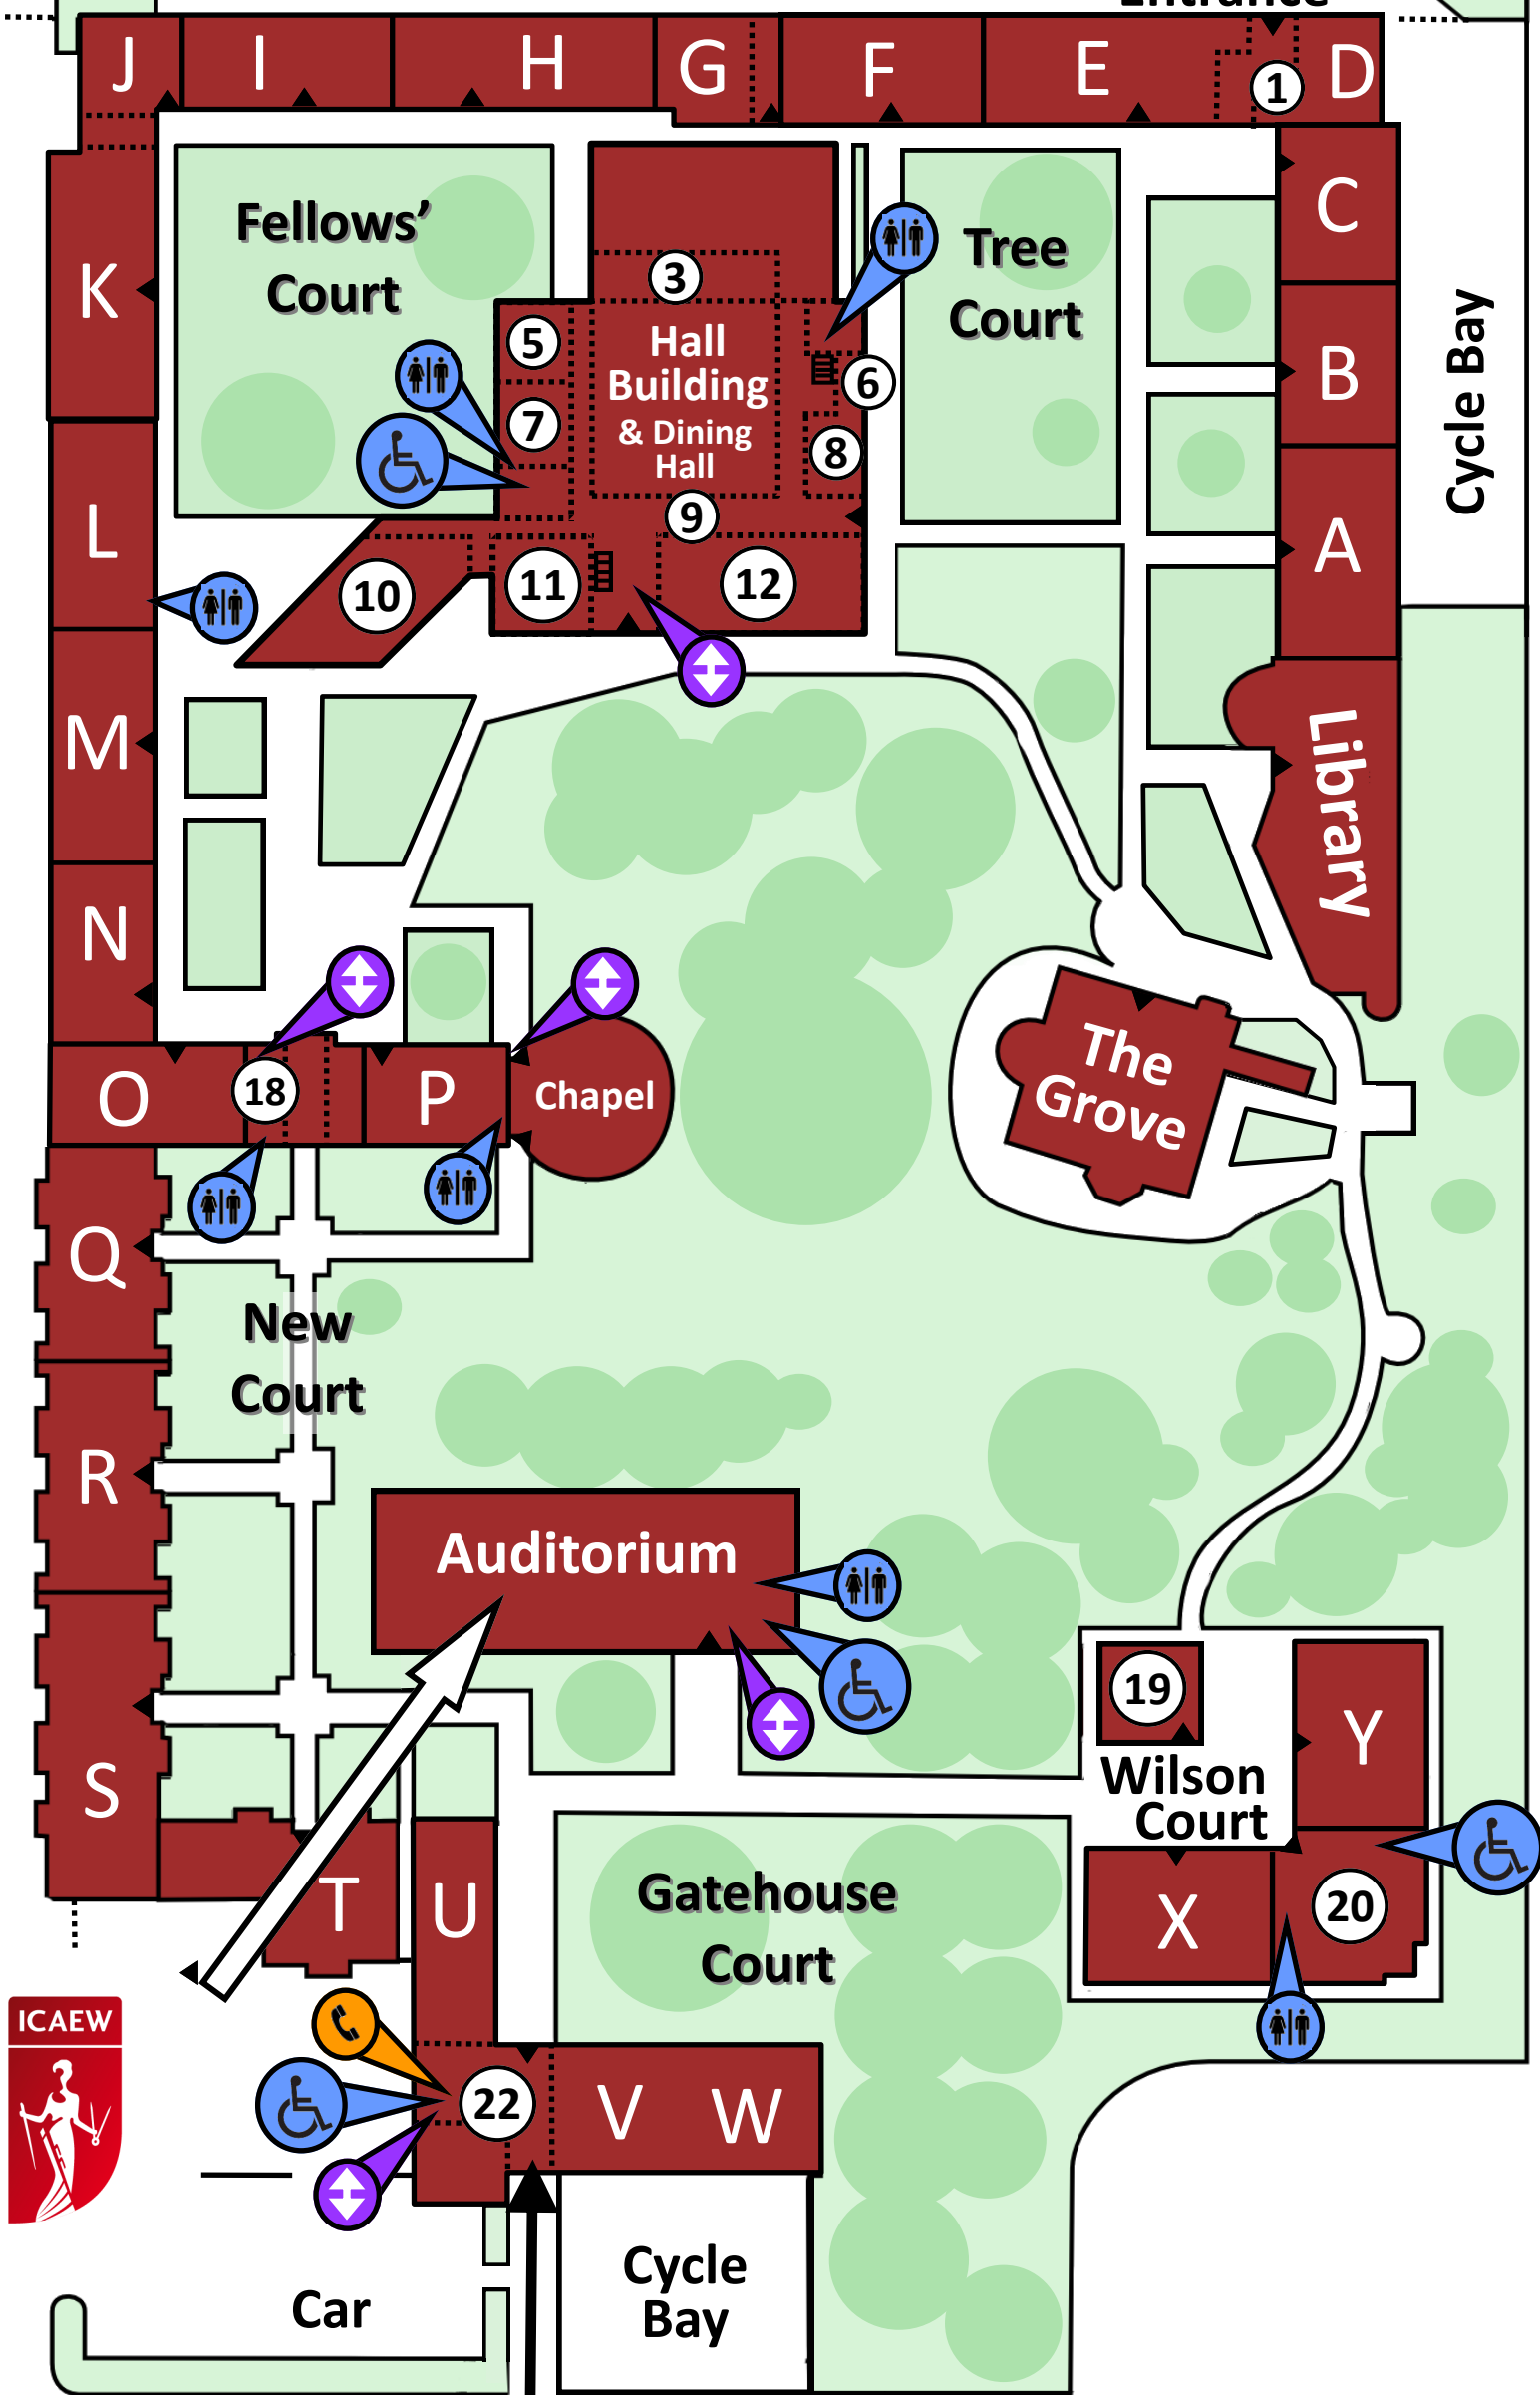 Entrance
J
I
H
G
F
E
1
D
C
Fellows’
Court
Tree
Court
K
3
5
Hall
Building
& Dining
Hall
6
7
8
B
Cycle Bay
9
L
10
11
12
A
M
Library
N
O
18
P
Chapel
The
Grove
Q
New
Court
R
Auditorium
19
Y
Wilson
Court
S
T
U
Gatehouse
Court
X
20
ICAEW
22
V
W
Car
Cycle
Bay